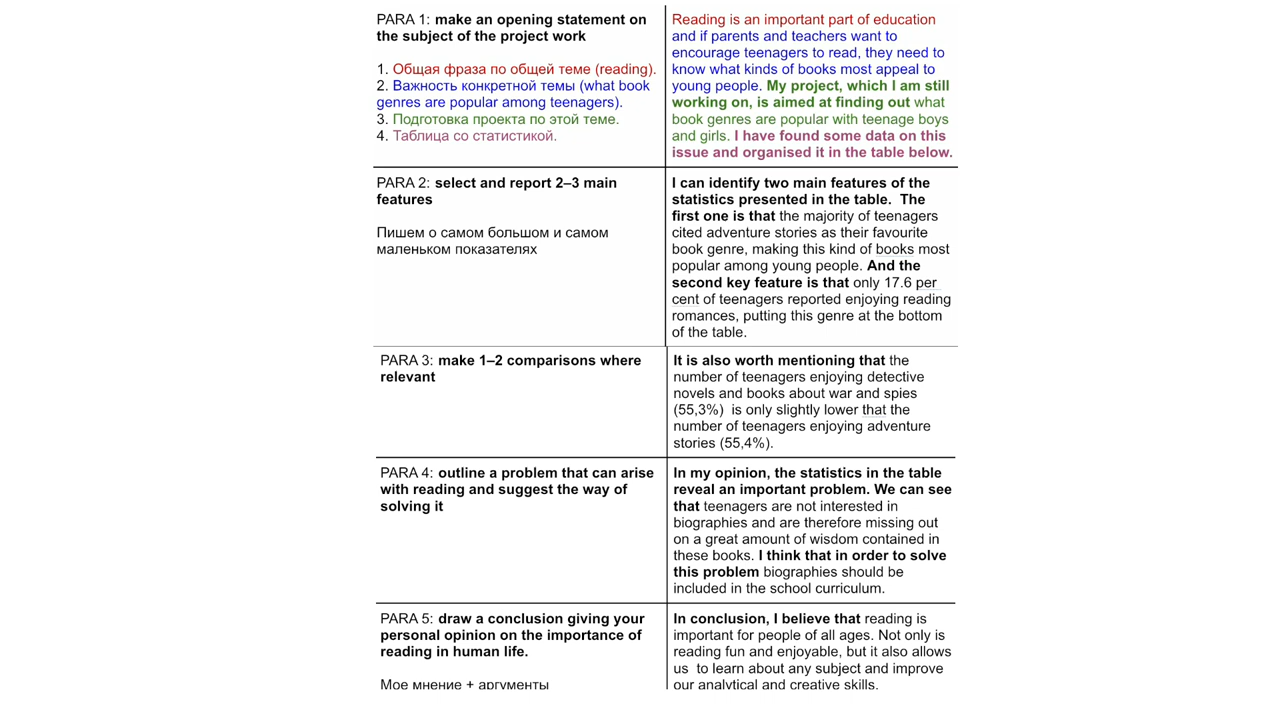 PARA 1: make an opening statement on
the subject of the project work
1. Общая фраза по общей теме (reading).
2. Важность конкретной темы (what book
genres are popular among teenagers).
3. Подготовка проекта по этой теме.
4. Таблица со статистикой.
Reading is an important part of education
and if parents and teachers want to
encourage teenagers to read, they need to
know what kinds of books most appeal to
young people. My project, which I am still
working on, is aimed at finding out what
book genres are popular with teenage boys
and girls. I have found some data on this
issue and organised it in the table below.
PARA 2: select and report 2–3 main
features
Пишем о самом большом и самом
маленьком показателях
I can identify two main features of the
statistics presented in the table.  The
first one is that the majority of teenagers
cited adventure stories as their favourite
book genre, making this kind of books most
popular among young people. And the
second key feature is that only 17.6 per
cent of teenagers reported enjoying reading
romances, putting this genre at the bottom
of the table.
PARA 3: make 1–2 comparisons where
relevant
It is also worth mentioning that the
number of teenagers enjoying detective
novels and books about war and spies
(55,3%)  is only slightly lower that the
number of teenagers enjoying adventure
stories (55,4%).
PARA 4: outline a problem that can arise
with reading and suggest the way of
solving it
In my opinion, the statistics in the table
reveal an important problem. We can see
that teenagers are not interested in
biographies and are therefore missing out
on a great amount of wisdom contained in
these books. I think that in order to solve
this problem biographies should be
included in the school curriculum.
PARA 5: draw a conclusion giving your
personal opinion on the importance of
reading in human life.
Мое мнение + аргументы
In conclusion, I believe that reading is
important for people of all ages. Not only is
reading fun and enjoyable, but it also allows
us  to learn about any subject and improve
our analytical and creative skills.